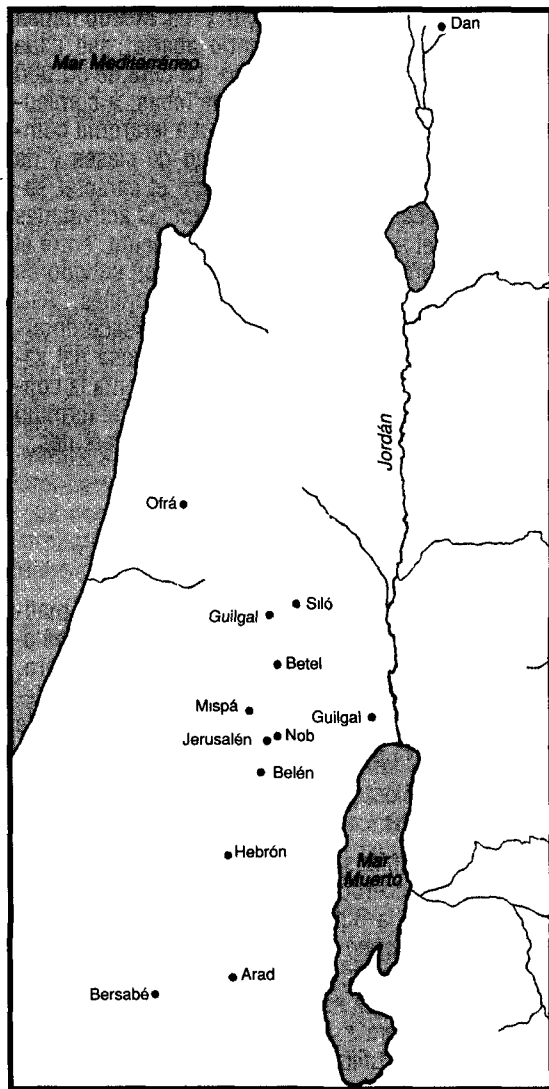 Dan
Mar Mediterráneo
Jordán
Ofrá
Siló
Guilgal
Betel
Mispá
Guilgal
Nob
Jerusalén
Belén
Hebrón
Mar
Muerto
Arad
Bersabé